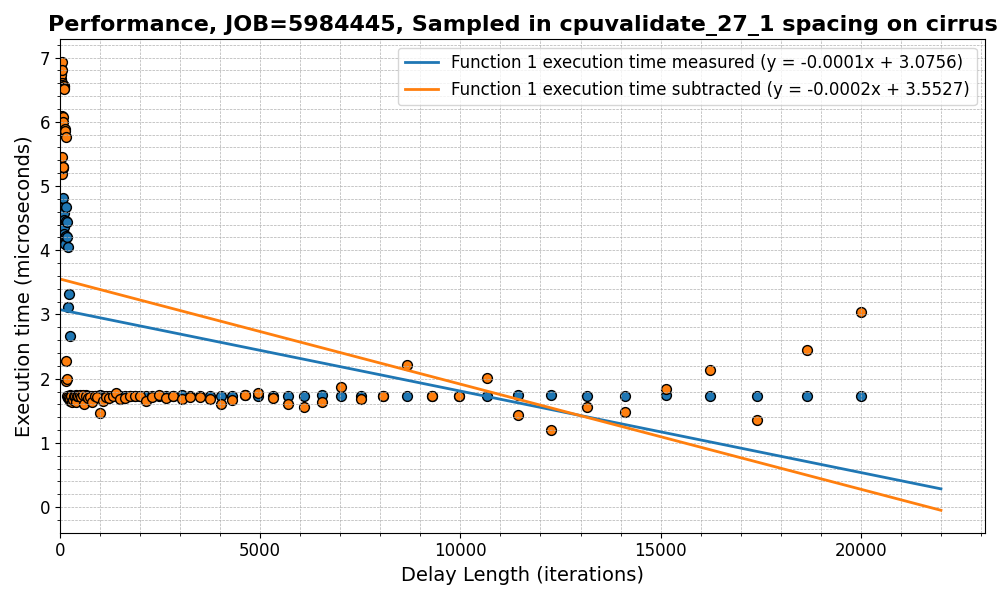 Performance, JOB=5984445, Sampled in cpuvalidate_27_1 spacing on cirrus
Function 1 execution time measured (y = -0.0001x + 3.0756)
Function 1 execution time subtracted (y = -0.0002x + 3.5527)
Execution time (microseconds)
7
6
5
4
3
2
1
0
0 5000 10000 15000 20000
Delay Length (iterations)